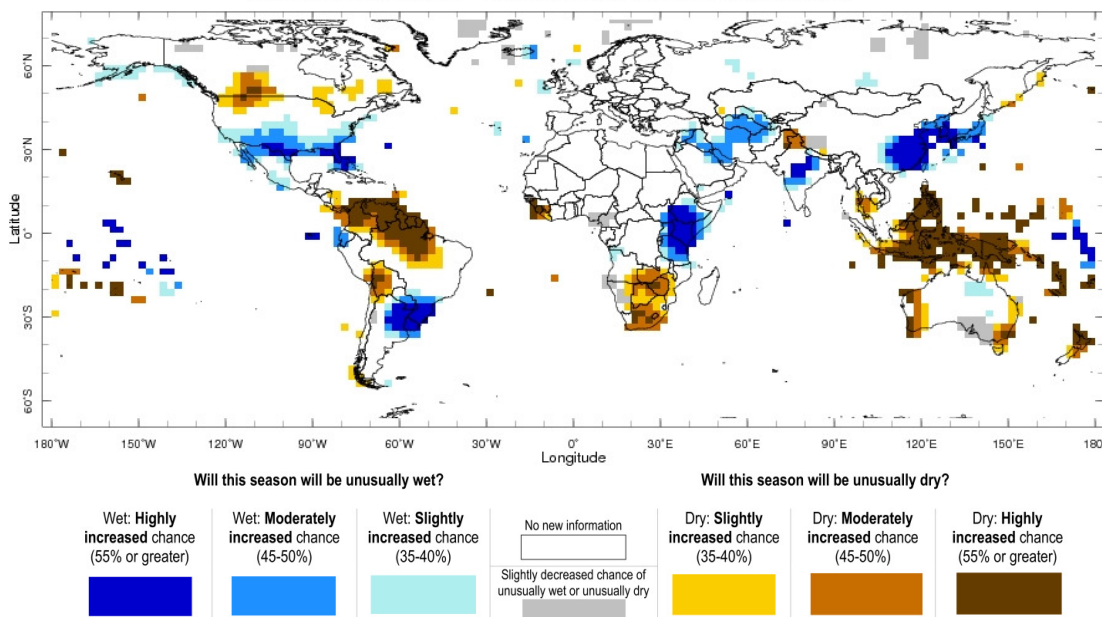 60°N
30°N
0°
30°S
60°S
Latitude
180°W 150°W 120°W 90°W 60°W 30°W 0° 30°E 60°E 90°E 120°E 150°E 180
Longitude
Will this season will be unusually wet? Will this season will be unusually dry?
Wet: Highly
increased chance
(55% or greater)
Wet: Moderately
increased chance
(45-50%)
Wet: Slightly
increased chance
(35-40%)
No new information
Slightly decreased chance of
unusually wet or unusually dry
Dry: Slightly
increased chance
(35-40%)
Dry: Moderately
increased chance
(45-50%)
Dry: Highly
increased chance
(55% or greater)